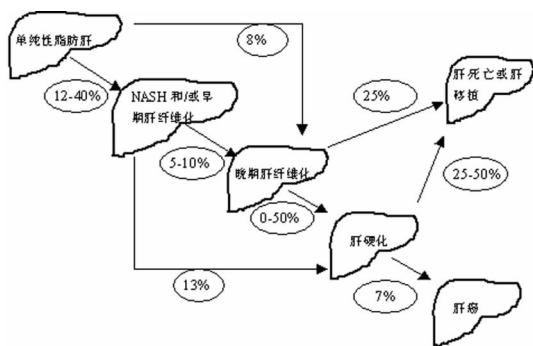 单纯性脂肪肝
8%
12-40%
NASH 和/或早
期肝纤维化
25%
肝死亡或肝
移植
5-10%
晚期肝纤维化
25-50%
0-50%
肝硬化
13%
7%
肝癌